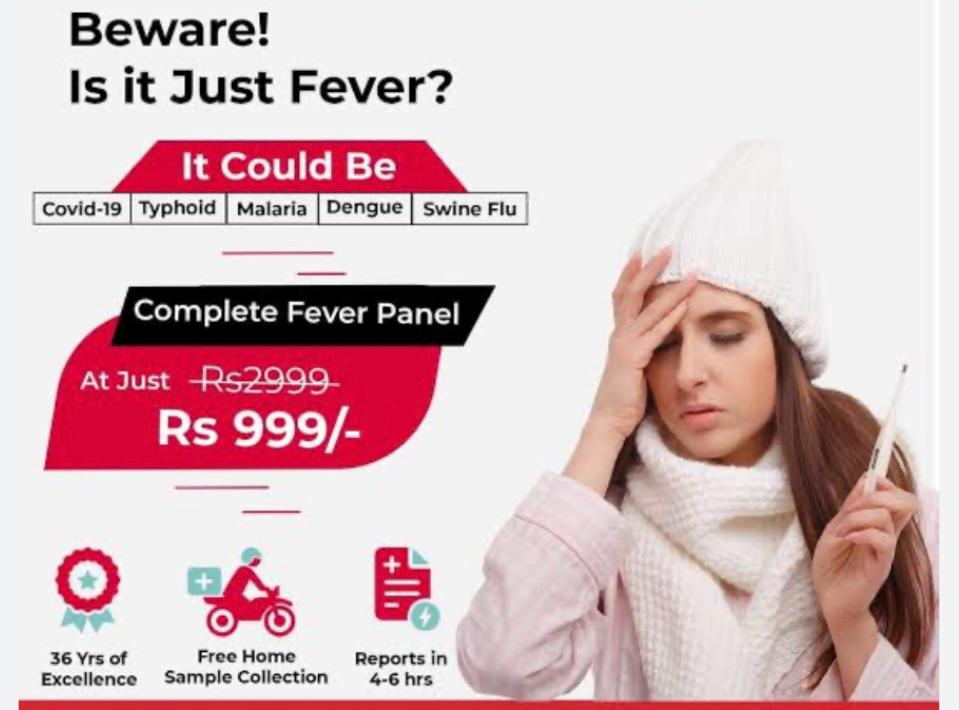 Beware!
Is it Just Fever?
It Could Be
Covid-19 Typhoid Malaria Dengue Swine Flu
Complete Fever Panel
At Just Rs2999
Rs 999/-
36 Yrs of
Excellence
Free Home
Sample Collection
Reports in
4-6 hrs